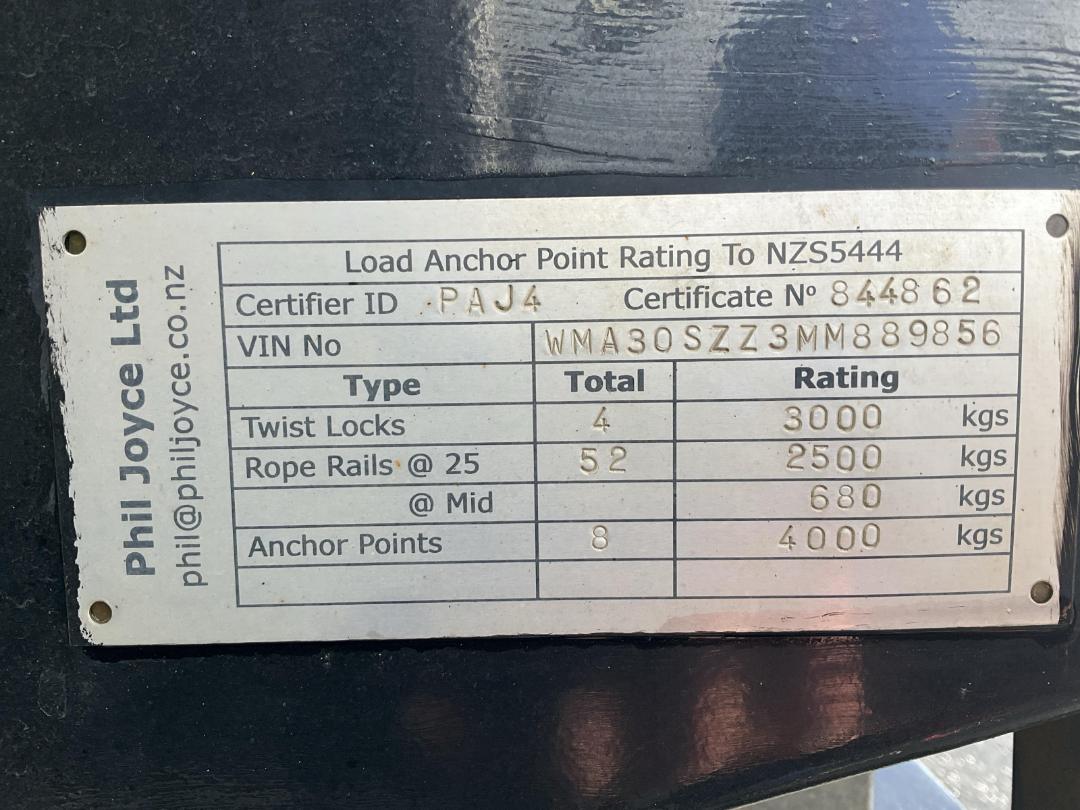 Phil Joyce Ltd
phil@philjoyce.co.nz
Load Anchor Point Rating To NZS5444
Certifier ID PAJ4 Certificate Nº 844862
VIN No WMA30SZZ3MM889856
Type Total Rating
Twist Locks 4 3000 kgs
Rope Rails @ 25 52 2500 kgs
@ Mid 680 kgs
Anchor Points 8 4000 kgs